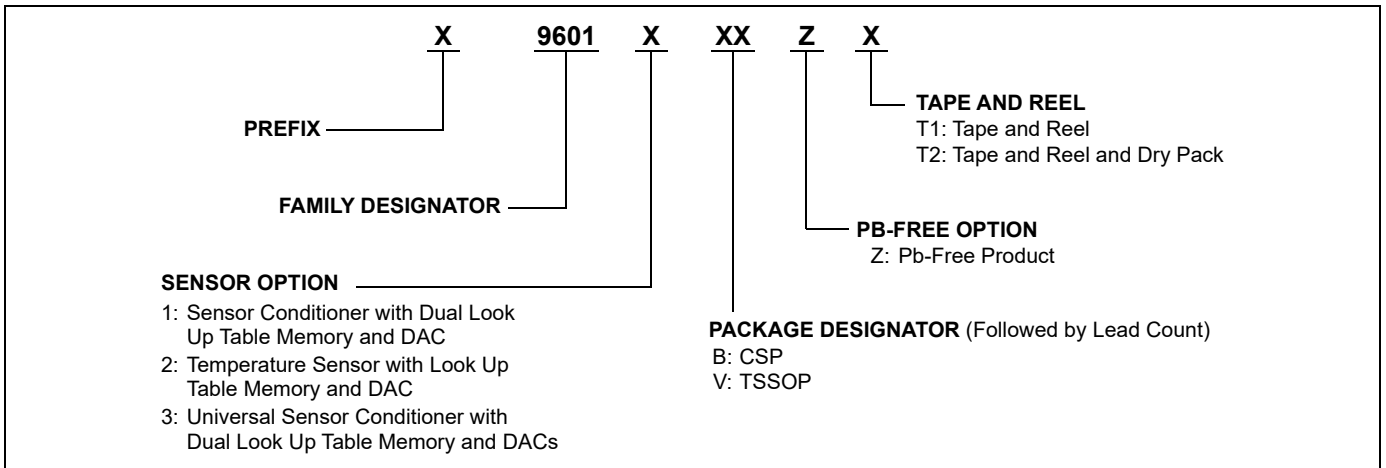 X 9601 X XX Z X
TAPE AND REEL
T1: Tape and Reel
T2: Tape and Reel and Dry Pack
PREFIX
FAMILY DESIGNATOR
PB-FREE OPTION
Z: Pb-Free Product
SENSOR OPTION
1: Sensor Conditioner with Dual Look
Up Table Memory and DAC
2: Temperature Sensor with Look Up
Table Memory and DAC
3: Universal Sensor Conditioner with
Dual Look Up Table Memory and DACs
PACKAGE DESIGNATOR (Followed by Lead Count)
B: CSP
V: TSSOP